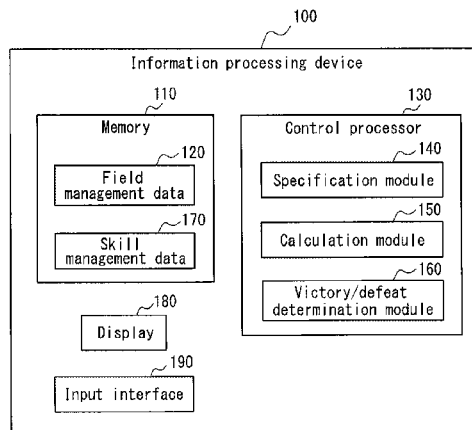 100
Information processing device
110
Memory
120
Field
management data
170
Skill
management data
180
Display
190
Input interface
130
Control processor
140
Specification module
150
Calculation module
160
Victory/defeat
determination module